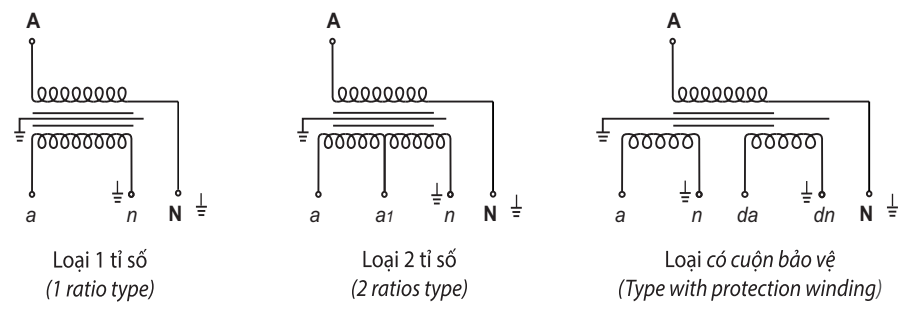 A A A
a n N a a1 n N a n da dn N
Loại 1 tỉ số
(1 ratio type)
Loại 2 tỉ số
(2 ratios type)
Loại có cuộn bảo vệ
(Type with protection winding)